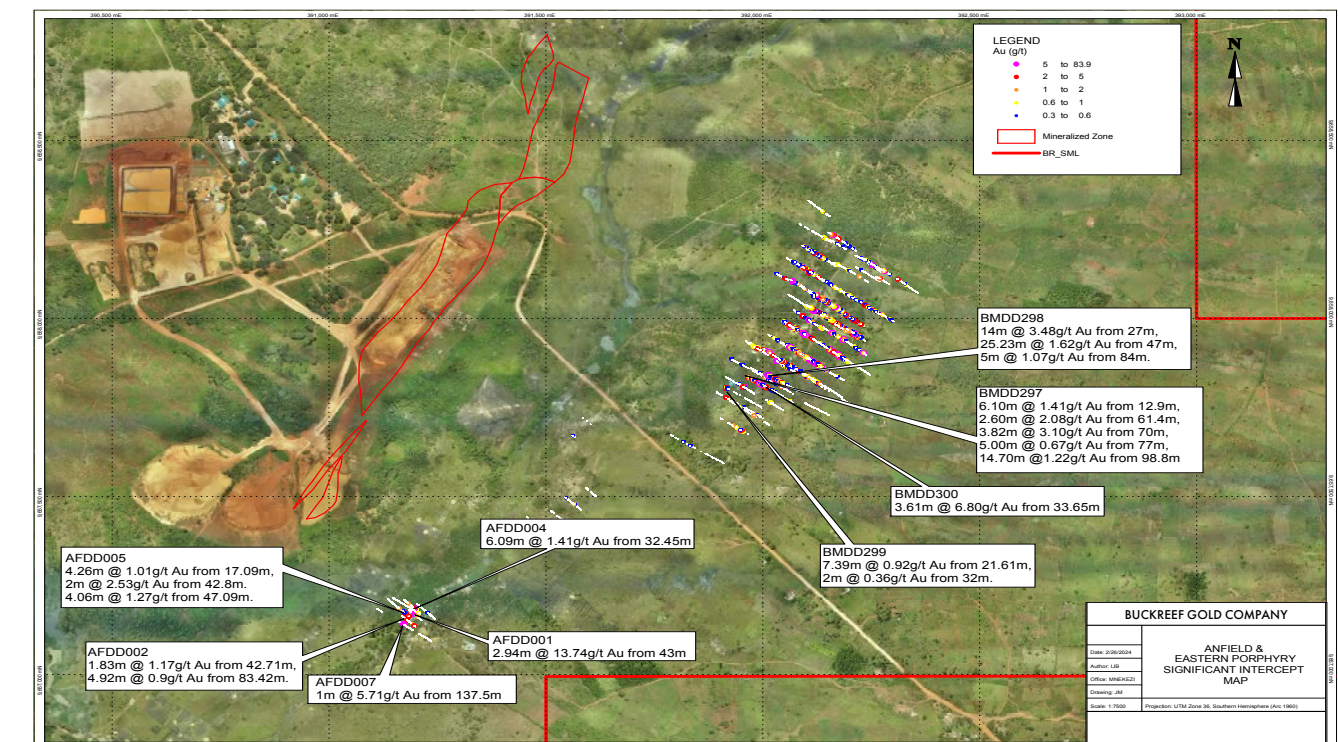 390,500 mE
391,000 mE
391,500 mE
392,000 mE
392,500 mE
393,000 mE
LEGEND
Au (g/t)
5 to 83.9
2 to 5
1 to 2
0.6 to 1
0.3 to 0.6
Mineralized Zone
BR_SML
N
BMDD298
14m @ 3.48g/t Au from 27m,
25.23m @ 1.62g/t Au from 47m,
5m @ 1.07g/t Au from 84m.
BMDD297
6.10m @ 1.41g/t Au from 12.9m,
2.60m @ 2.08g/t Au from 61.4m,
3.82m @ 3.10g/t Au from 70m,
5.00m @ 0.67g/t Au from 77m,
14.70m @1.22g/t Au from 98.8m
BMDD300
3.61m @ 6.80g/t Au from 33.65m
BMDD299
7.39m @ 0.92g/t Au from 21.61m,
2m @ 0.36g/t Au from 32m.
AFDD004
6.09m @ 1.41g/t Au from 32.45m
AFDD005
4.26m @ 1.01g/t Au from 17.09m,
2m @ 2.53g/t Au from 42.8m.
4.06m @ 1.27g/t from 47.09m.
AFDD001
2.94m @ 13.74g/t Au from 43m
AFDD002
1.83m @ 1.17g/t Au from 42.71m,
4.92m @ 0.9g/t Au from 83.42m.
AFDD007
1m @ 5.71g/t Au from 137.5m
BUCKREEF GOLD COMPANY
Date: 2/26/2024
Author: IJB
Office: MNEKEZI
Drawing: JM
Scale: 1:7500
ANFIELD &
EASTERN PORPHYRY
SIGNIFICANT INTERCEPT
MAP
Projection: UTM Zone 36, Southern Hemisphere (Arc 1960)